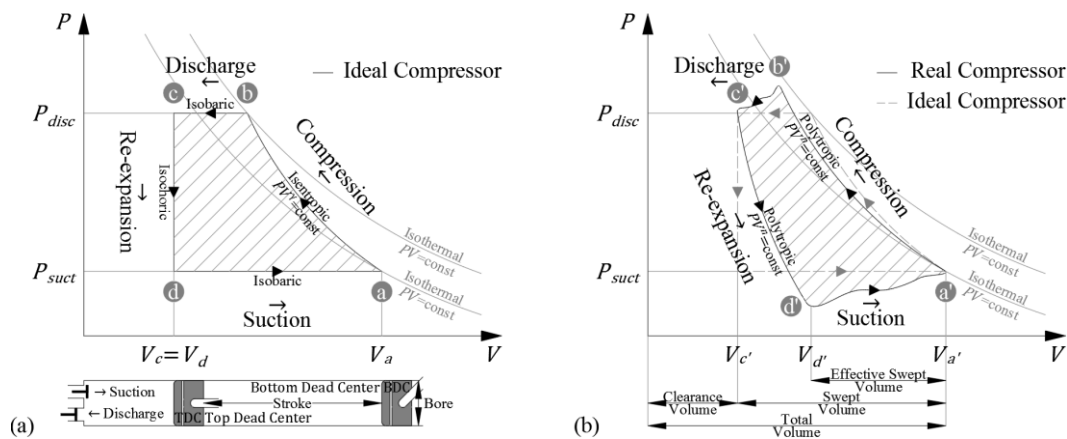 P
Discharge
←
c
b
— Ideal Compressor
Isobaric
P_disc
Re-expansion
→
Isochoric
Compression
←
Isentropic
PV^γ=const
Isothermal
PV=const
Isothermal
PV=const
P_suct
Isobaric
d
→
a
Suction
V_c = V_d
V_a
V
→ Suction
← Discharge
Bottom Dead Center BDC
Stroke
TDC Top Dead Center
Bore
(a)
P
Discharge
←
c'
b'
— Real Compressor
--- Ideal Compressor
P_disc
Re-expansion
→
Polytropic
PV^n=const
Polytropic
PV^n=const
Compression
←
Isothermal
PV=const
Isothermal
PV=const
P_suct
d'
→
a'
Suction
V_c'
V_d'
V_a'
V
Effective Swept
Volume
Clearance
Volume
Swept
Volume
Total
Volume
(b)